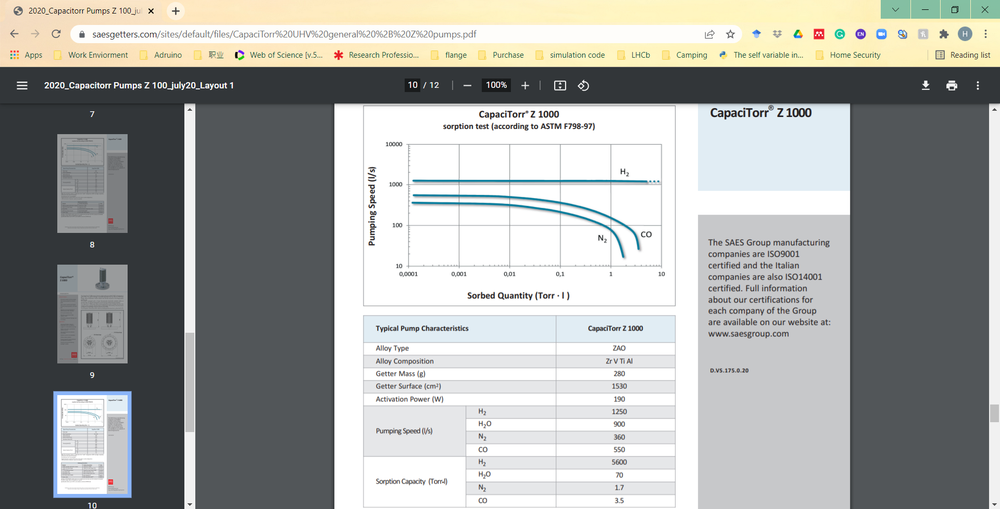 2020_Capacitorr Pumps Z 100_ju
saesgetters.com/sites/default/files/CapaciTorr%20UHV%20general%20%2B%20Z%20pumps.pdf
EN
H
Apps
Work Enviorment
Adruino
职业
Web of Science [v.5...
Research Professio...
flange
Purchase
simulation code
LHCb
Camping
The self variable in...
Home Security
Reading list
2020_Capacitorr Pumps Z 100_july20_Layout 1
10 / 12
100%
7
8
9
10
CapaciTorr® Z 1000
sorption test (according to ASTM F798-97)
Pumping Speed (l/s)
10000
1000
100
10
H₂
CO
N₂
0,0001
0,001
0,01
0,1
1
10
Sorbed Quantity (Torr · l )
Typical Pump Characteristics CapaciTorr Z 1000
Alloy Type ZAO
Alloy Composition Zr V Ti Al
Getter Mass (g) 280
Getter Surface (cm²) 1530
Activation Power (W) 190
Pumping Speed (l/s)
H₂ 1250
H₂O 900
N₂ 360
CO 550
Sorption Capacity (Torr•l)
H₂ 5600
H₂O 70
N₂ 1.7
CO 3.5
CapaciTorr® Z 1000
The SAES Group manufacturing
companies are ISO9001
certified and the Italian
companies are also ISO14001
certified. Full information
about our certifications for
each company of the Group
are available on our website at:
www.saesgroup.com
D.VS.175.0.20